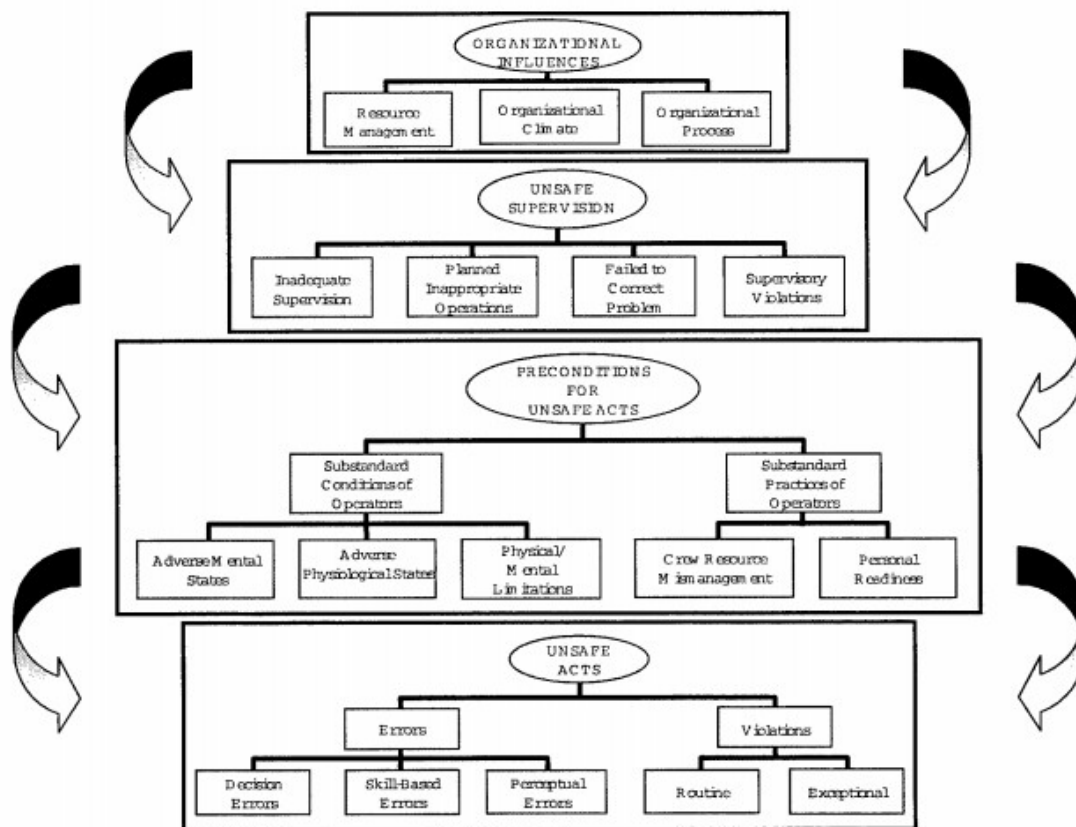 ORGANIZATIONAL
INFLUENCES
Resource
Management
Organizational
Climate
Organizational
Process
UNSAFE
SUPERVISION
Inadequate
Supervision
Planned
Inappropriate
Operations
Failed to
Correct
Problem
Supervisory
Violations
PRECONDITIONS
FOR
UNSAFE ACTS
Substandard
Conditions of
Operators
Substandard
Practices of
Operators
Adverse Mental
States
Adverse
Physiological States
Physical/
Mental
Limitations
Crew Resource
Mismanagement
Personal
Readiness
UNSAFE
ACTS
Errors
Violations
Decision
Errors
Skill-Based
Errors
Perceptual
Errors
Routine
Exceptional